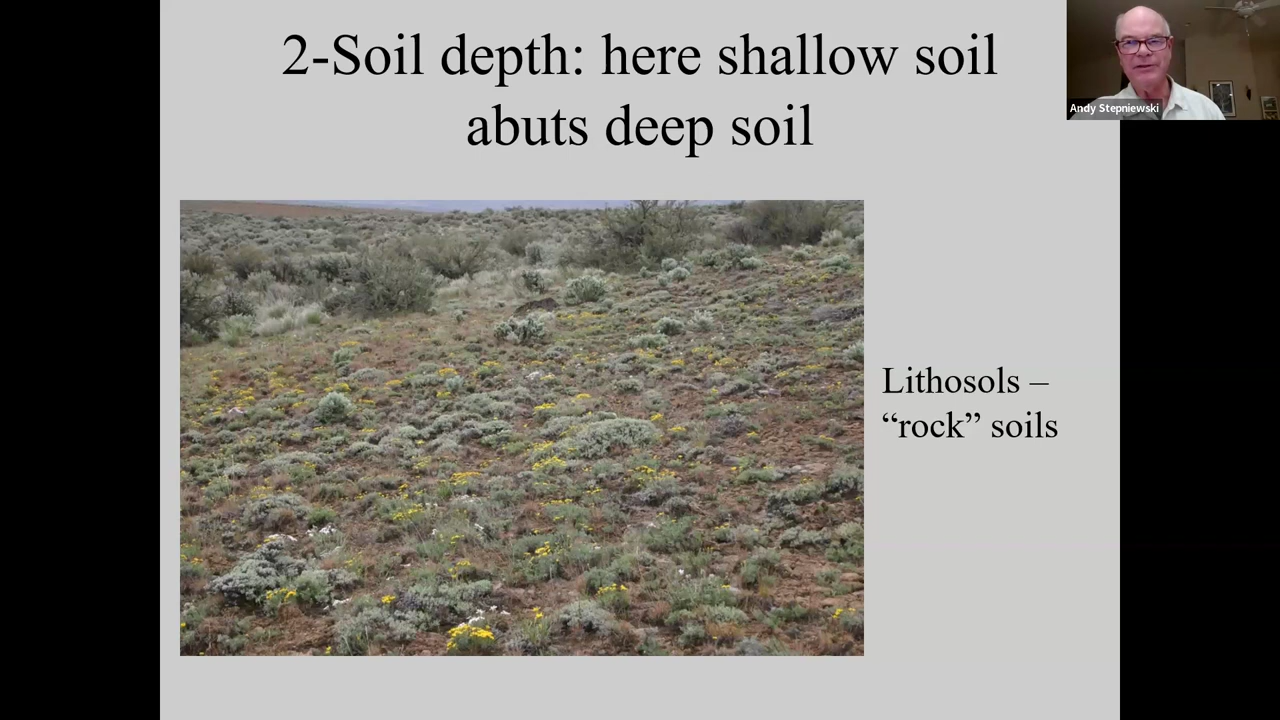 2-Soil depth: here shallow soil
abuts deep soil
Andy Stepniewski
Lithosols –
“rock” soils